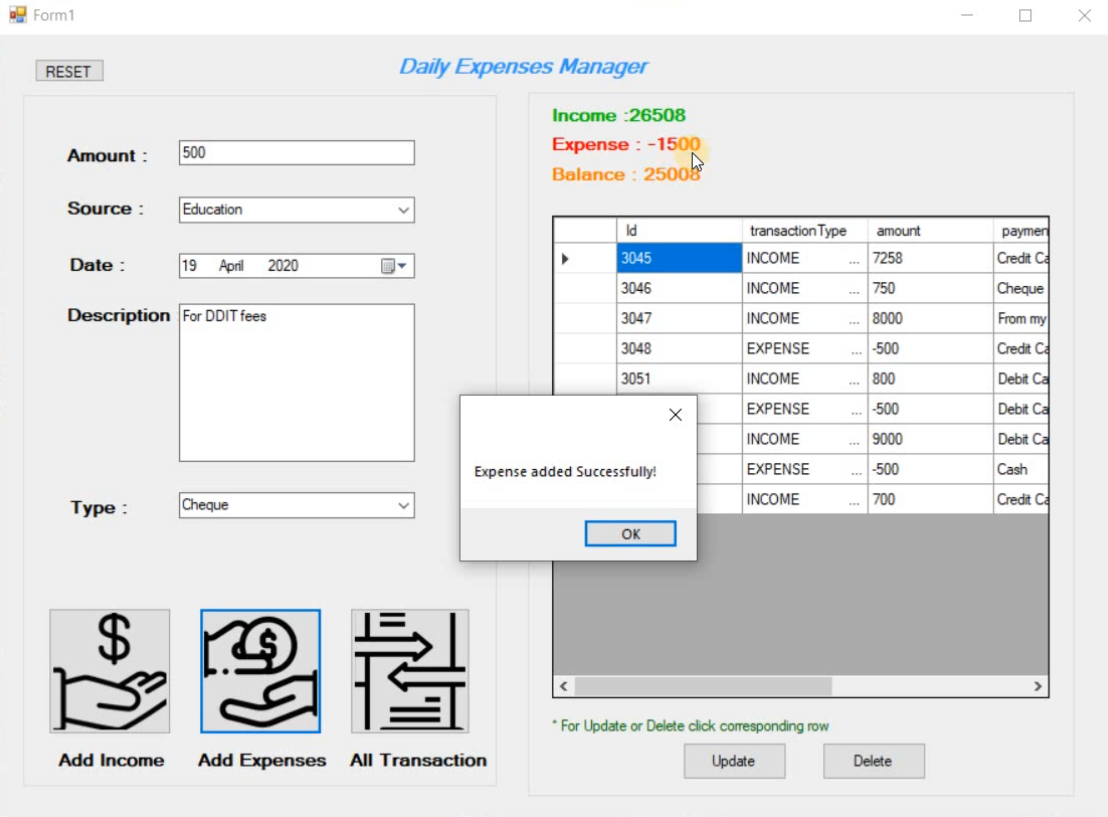 Form1
RESET
Daily Expenses Manager
Amount :
500
Source :
Education
Date :
19 April 2020
Description
For DDIT fees
Type :
Cheque
Add Income
Add Expenses
All Transaction
Income :26508
Expense : -1500
Balance : 25008
Id transactionType amount paymen
3045 INCOME ... 7258 Credit Ca
3046 INCOME ... 750 Cheque
3047 INCOME ... 8000 From my
3048 EXPENSE ... -500 Credit Ca
3051 INCOME ... 800 Debit Ca
EXPENSE ... -500 Debit Ca
INCOME ... 9000 Debit Ca
EXPENSE ... -500 Cash
INCOME ... 700 Credit Ca
Expense added Successfully!
OK
* For Update or Delete click corresponding row
Update
Delete